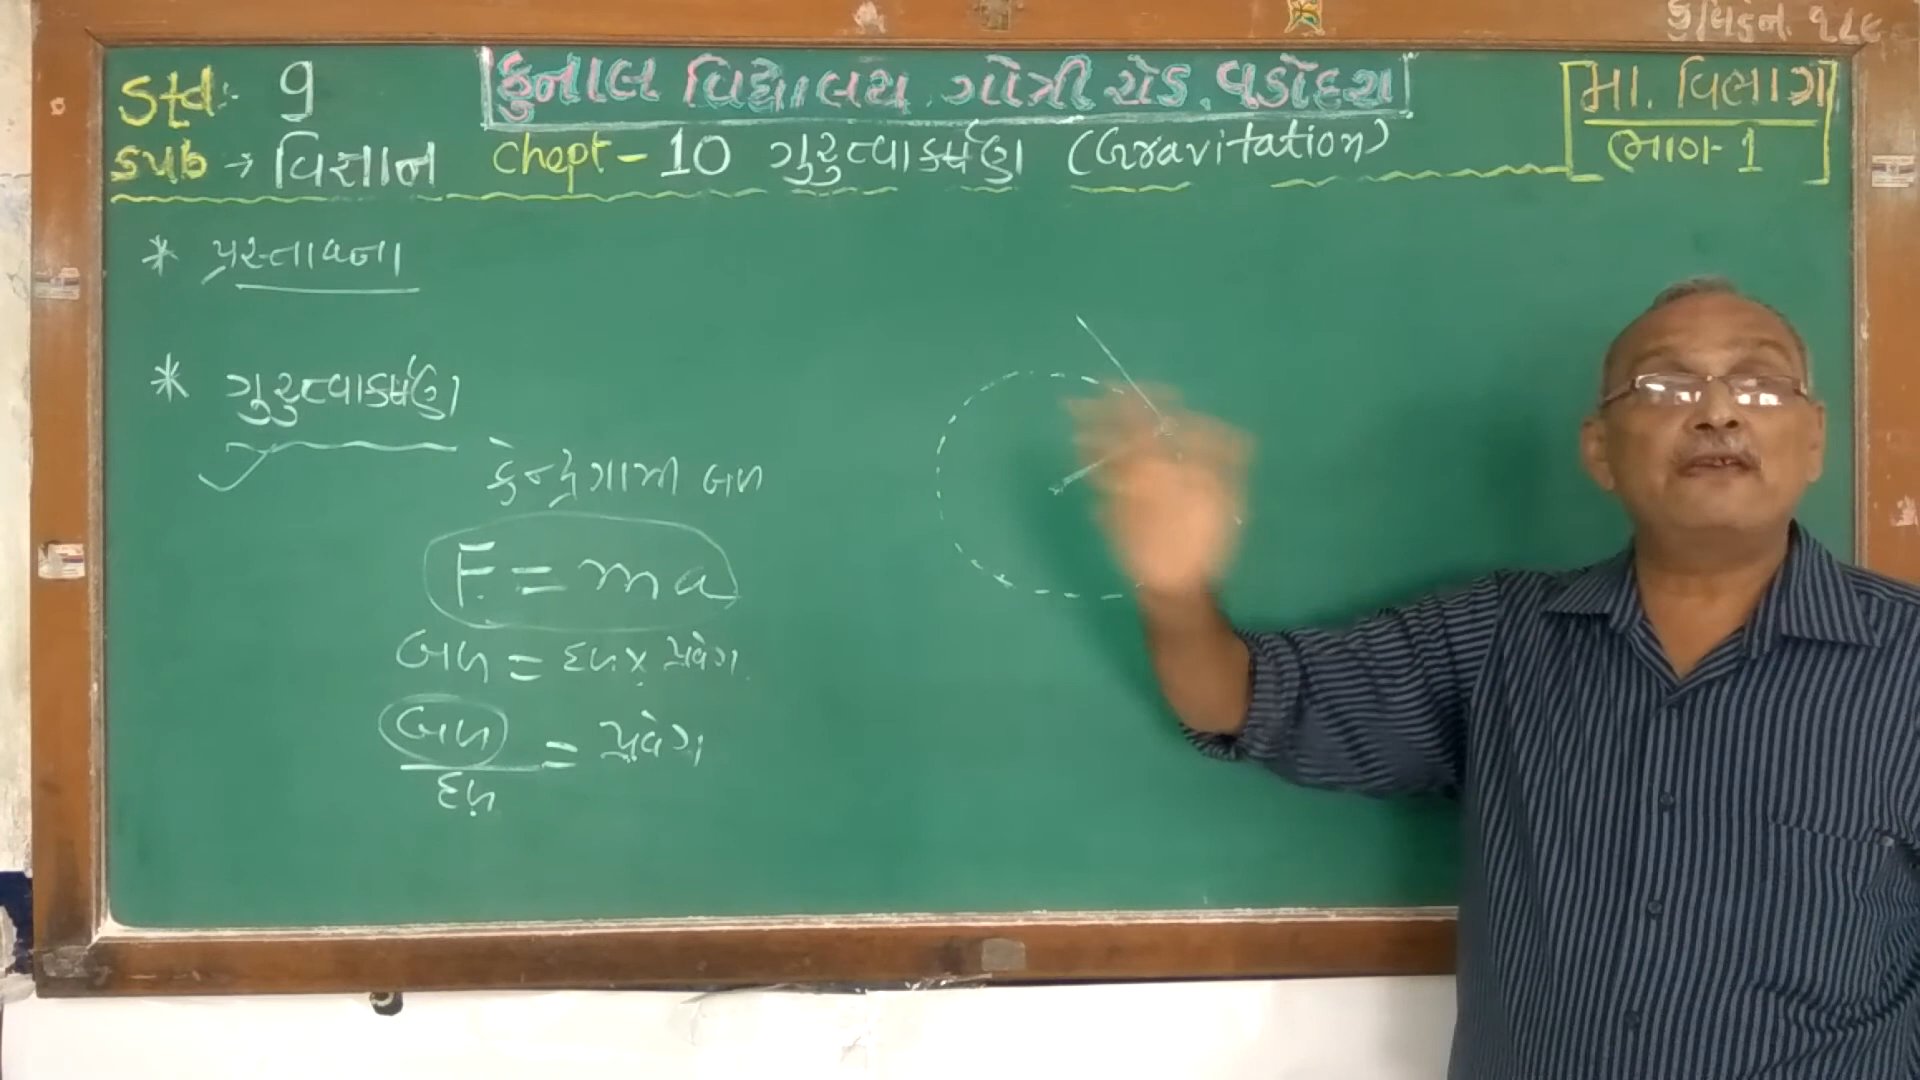 Std:- 9
કુનાલ વિદ્યાલય. ગોત્રી રોડ. વડોદરા
મા. વિભાગ
ભાગ-1
Sub → વિજ્ઞાન
Chept - 10 ગુરુત્વાકર્ષણ (Gravitation)
* પ્રસ્તાવના
* ગુરુત્વાકર્ષણ
કેન્દ્રગામી બળ
F = ma
બળ = દળ x પ્રવેગ
બળ
દળ
= પ્રવેગ